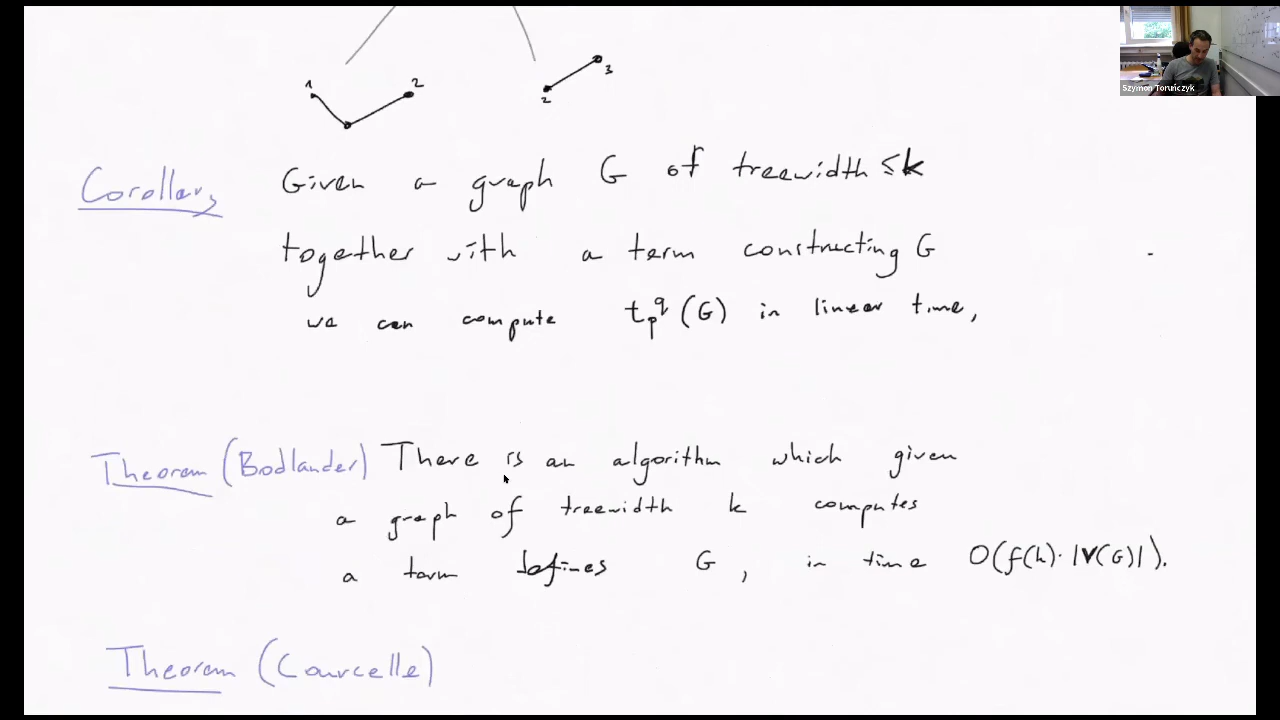 1
2
2
3
Szymon Toruńczyk
Corollary Given a graph G of treewidth ≤k
together with a term constructing G
we can compute tp^q(G) in linear time,
Theorem (Bodlander) There is an algorithm which given
a graph of treewidth k computes
a term defines G, in time O(f(k)·|V(G)|).
Theorem (Courcelle)